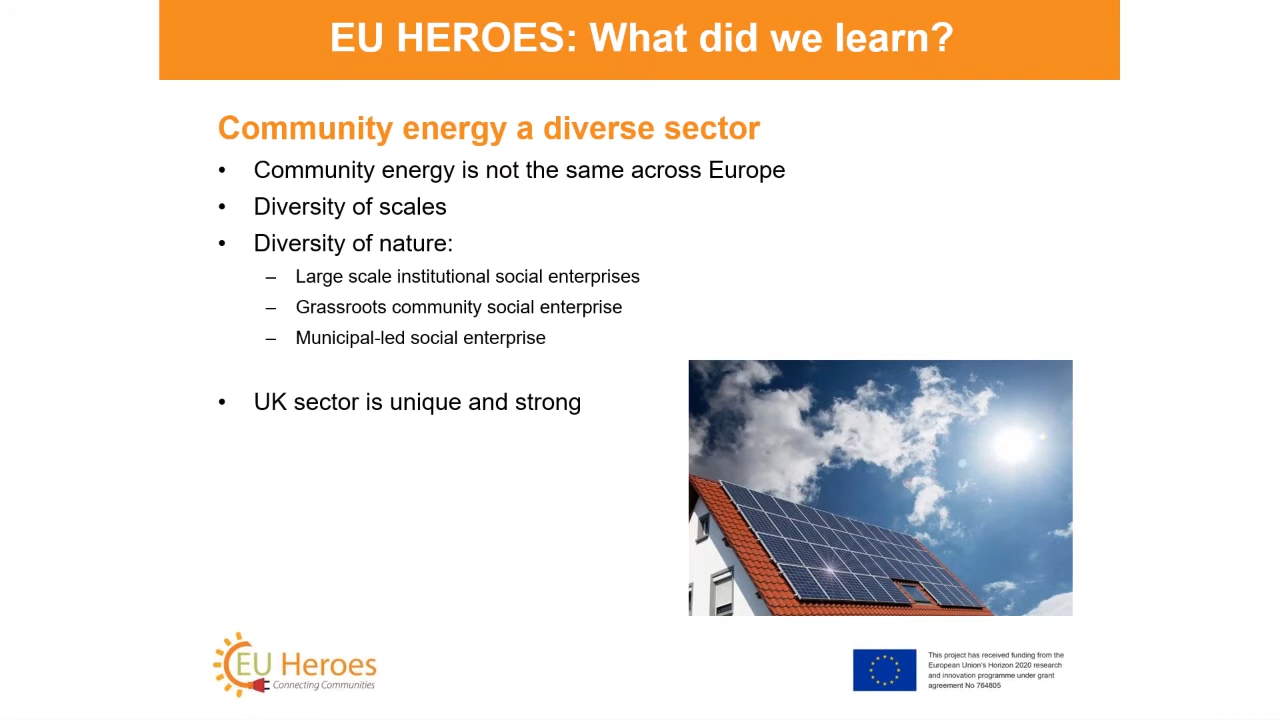 EU HEROES: What did we learn?
Community energy a diverse sector
• Community energy is not the same across Europe
• Diversity of scales
• Diversity of nature:
– Large scale institutional social enterprises
– Grassroots community social enterprise
– Municipal-led social enterprise
• UK sector is unique and strong
EU Heroes
Connecting Communities
This project has received funding from the
European Union's Horizon 2020 research
and innovation programme under grant
agreement No 764805